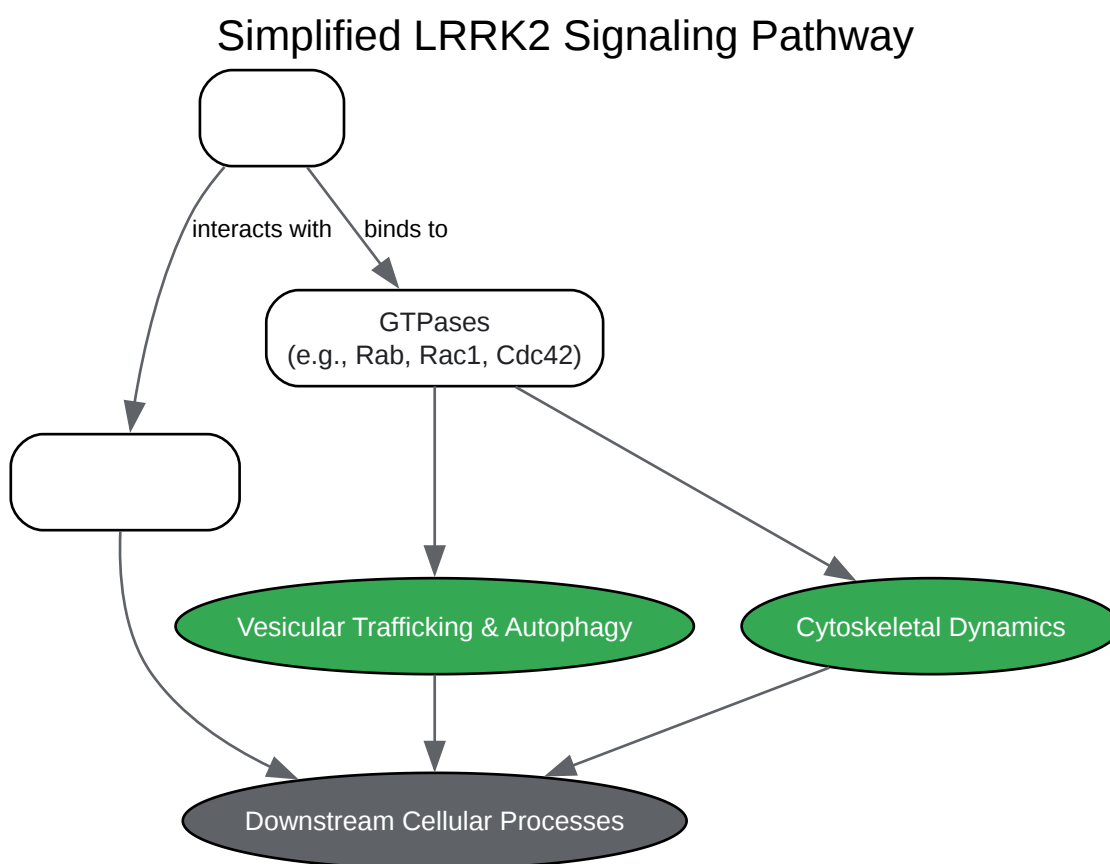 Simplified LRRK2 Signaling Pathway
interacts with
binds to
GTPases
(e.g., Rab, Rac1, Cdc42)
Vesicular Trafficking & Autophagy
Cytoskeletal Dynamics
Downstream Cellular Processes